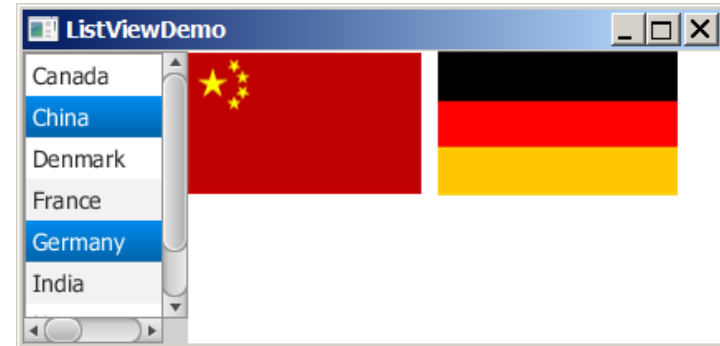 ListViewDemo
Canada
China
Denmark
France
Germany
India